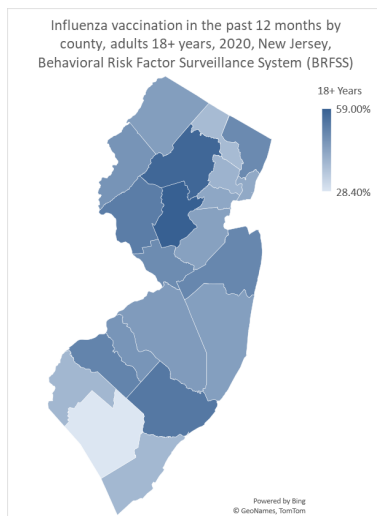 Influenza vaccination in the past 12 months by
county, adults 18+ years, 2020, New Jersey,
Behavioral Risk Factor Surveillance System (BRFSS)
18+ Years
59.00%
28.40%
Powered by Bing
© GeoNames, TomTom